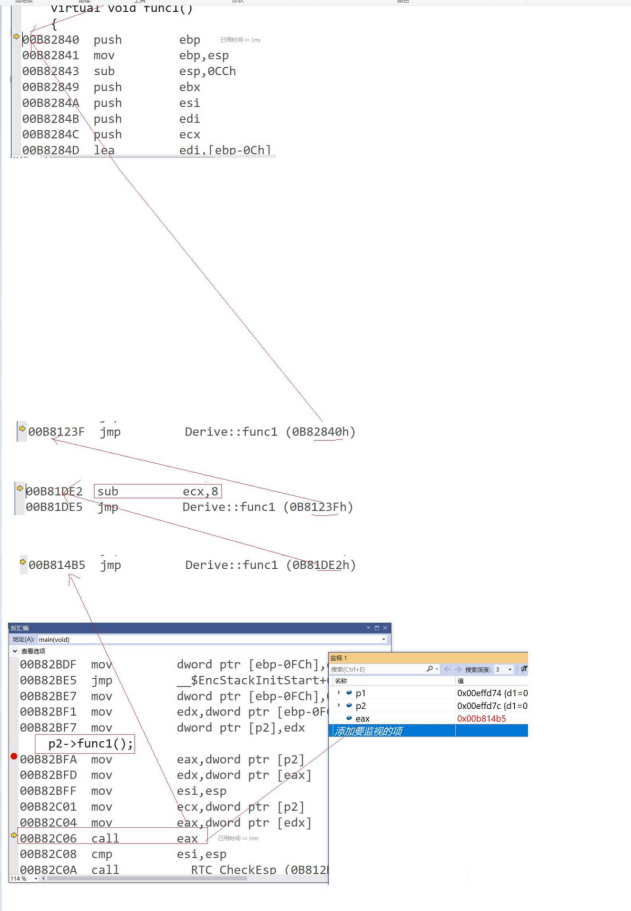 virtual void func1()
{
00B82840 push ebp 已用时间 <= 1ms
00B82841 mov ebp,esp
00B82843 sub esp,0CCh
00B82849 push ebx
00B8284A push esi
00B8284B push edi
00B8284C push ecx
00B8284D lea edi,[ebp-0Ch]
00B8123F jmp Derive::func1 (0B82840h)
00B81DE2 sub ecx,8
00B81DE5 jmp Derive::func1 (0B8123Fh)
00B814B5 jmp Derive::func1 (0B81DE2h)
反汇编
地址(A): main(void)
查看选项
00B82BDF mov dword ptr [ebp-0FCh],
00B82BE5 jmp __$EncStackInitStart+
00B82BE7 mov dword ptr [ebp-0FCh],
00B82BF1 mov edx,dword ptr [ebp-0F
00B82BF7 mov dword ptr [p2],edx
p2->func1();
00B82BFA mov eax,dword ptr [p2]
00B82BFD mov edx,dword ptr [eax]
00B82BFF mov esi,esp
00B82C01 mov ecx,dword ptr [p2]
00B82C04 mov eax,dword ptr [edx]
00B82C06 call eax 已用时间 <= 1ms
00B82C08 cmp esi,esp
00B82C0A call RTC CheckEsp (0B812
114 %
监视 1
搜索(Ctrl+E) 搜索深度: 3
名称 值
p1 0x00effd74 {d1=0
p2 0x00effd7c {d1=0
eax 0x00b814b5
添加要监视的项